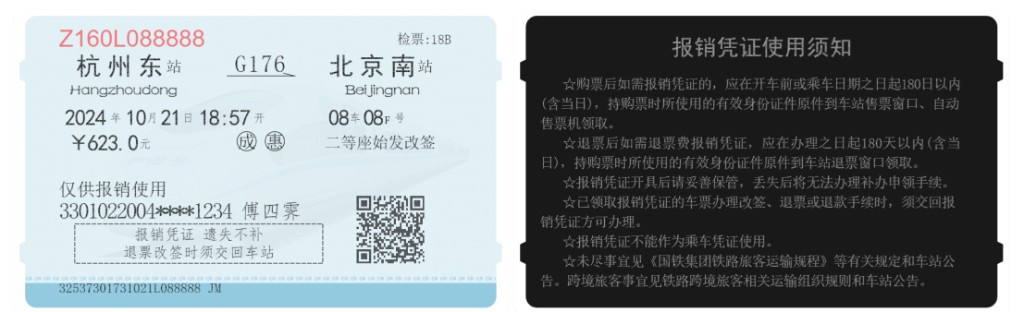 Z160L088888
检票:18B
杭州东站 G176 北京南站
Hangzhoudong Beijingnan
2024年10月21日18:57开 08车08F号
￥623.0元 成 惠 二等座始发改签
仅供报销使用
3301022004****1234 傅四霁
报销凭证 遗失不补
退票改签时须交回车站
32537301731021L088888 JM
报销凭证使用须知
☆购票后如需报销凭证的，应在开车前或乘车日期之日起180日以内
(含当日)，持购票时所使用的有效身份证件原件到车站售票窗口、自动
售票机领取。
☆退票后如需退票费报销凭证，应在办理之日起180天以内(含当
日)，持购票时所使用的有效身份证件原件到车站退票窗口领取。
☆报销凭证开具后请妥善保管，丢失后将无法办理补办申领手续。
☆已领取报销凭证的车票办理改签、退票或退款手续时，须交回报
销凭证方可办理。
☆报销凭证不能作为乘车凭证使用。
☆未尽事宜见《国铁集团铁路旅客运输规程》等有关规定和车站公
告。跨境旅客事宜见铁路跨境旅客相关运输组织规则和车站公告。